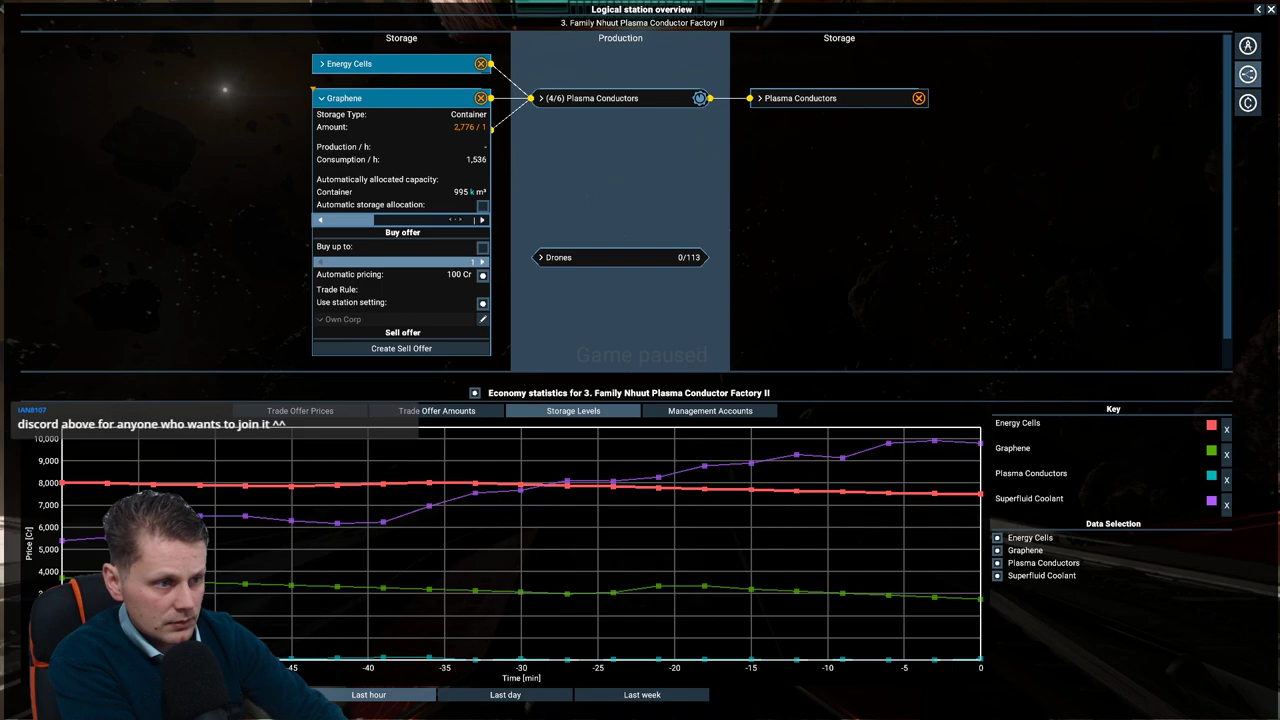 Logical station overview
3. Family Nhuut Plasma Conductor Factory II
Storage
Production
Storage
Energy Cells
Graphene
(4/6) Plasma Conductors
Plasma Conductors
Storage Type: Container
Amount: 2,776 / 1
Production / h: -
Consumption / h: 1,536
Automatically allocated capacity:
Container 995 k m³
Automatic storage allocation:
Buy offer
Buy up to:
1
Automatic pricing: 100 Cr
Trade Rule:
Use station setting:
Own Corp
Sell offer
Create Sell Offer
Drones 0/113
Game paused
Economy statistics for 3. Family Nhuut Plasma Conductor Factory II
Trade Offer Prices
Trade Offer Amounts
Storage Levels
Management Accounts
IAN8107
discord above for anyone who wants to join it ^^
10,000
9,000
8,000
7,000
6,000
5,000
4,000
Price [Cr]
-45
-40
-35
-30
-25
-20
-15
-10
-5
0
Time [min]
Last hour
Last day
Last week
Key
Energy Cells X
Graphene X
Plasma Conductors X
Superfluid Coolant X
Data Selection
Energy Cells
Graphene
Plasma Conductors
Superfluid Coolant